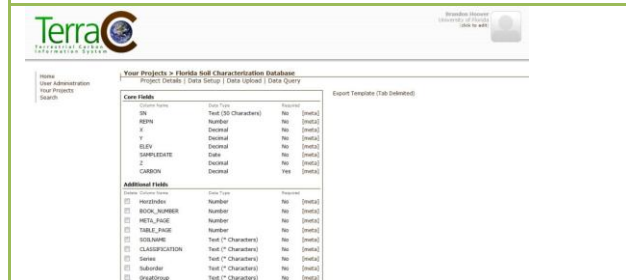 TerraC
Terrestrial Carbon
Information System
Brandon Hoover
University of Florida
(click to edit)
Home
User Administration
Your Projects
Search
Your Projects > Florida Soil Characterization Database
Project Details | Data Setup | Data Upload | Data Query
Export Template (Tab Delimited)
Core Fields
Column Name Data Type Required
SN Text (50 Characters) No [meta]
REPN Number No [meta]
X Decimal No [meta]
Y Decimal No [meta]
ELEV Decimal No [meta]
SAMPLEDATE Date No [meta]
Z Decimal No [meta]
CARBON Decimal Yes [meta]
Additional Fields
Delete Column Name Data Type Required
HorzIndex Number No [meta]
BOOK_NUMBER Number No [meta]
META_PAGE Number No [meta]
TABLE_PAGE Number No [meta]
SOILNAME Text (* Characters) No [meta]
CLASSIFICATION Text (* Characters) No [meta]
Series Text (* Characters) No [meta]
Suborder Text (* Characters) No [meta]
GreatGroup Text (* Characters) No [meta]